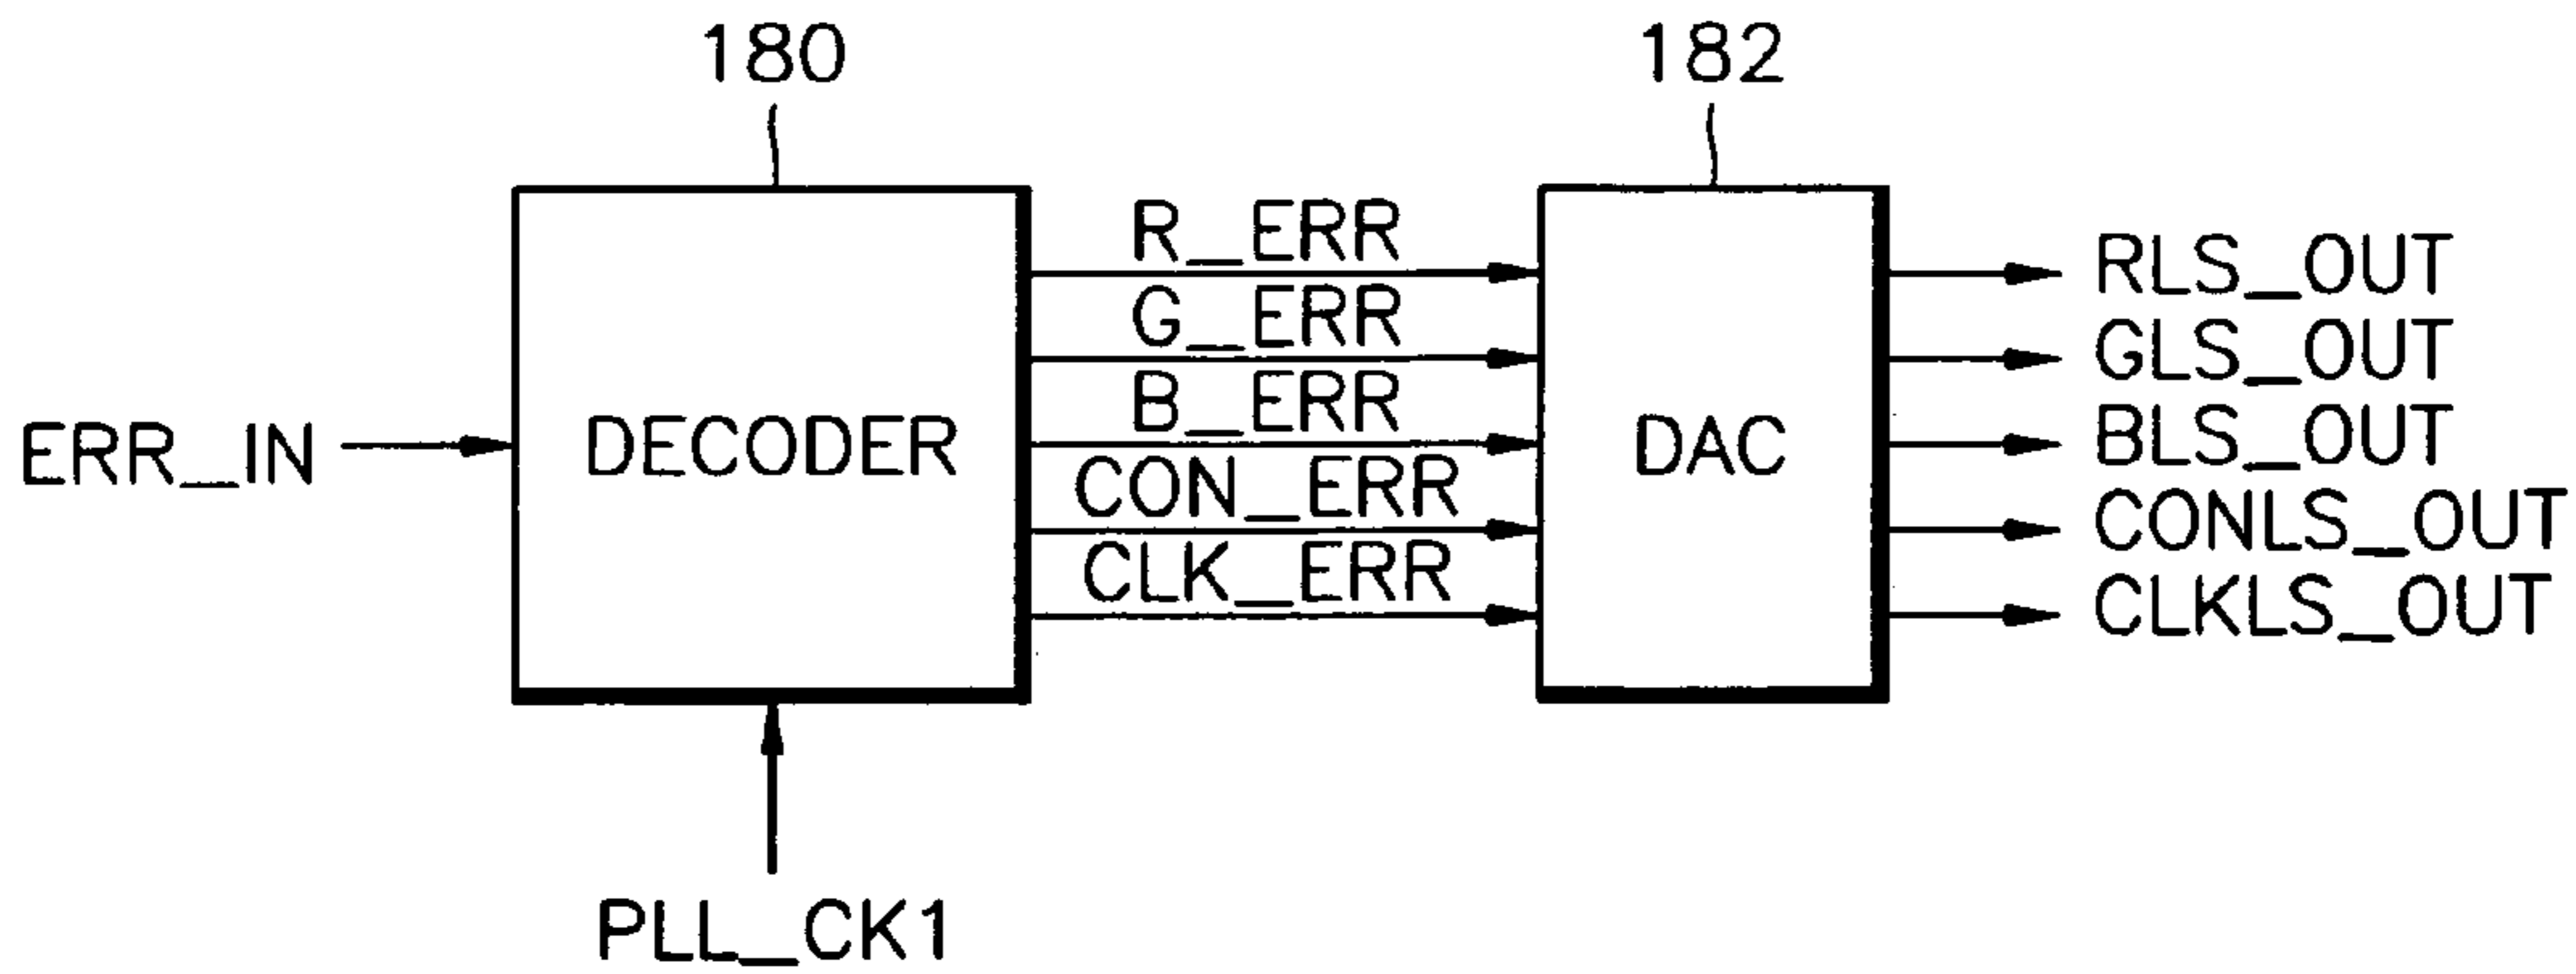 180
182
R_ERR
RLS_OUT
G_ERR
GLS_OUT
B_ERR
BLS_OUT
ERR_IN
DECODER
DAC
CON_ERR
CONLS_OUT
CLK_ERR
CLKLS_OUT
PLL_CK1